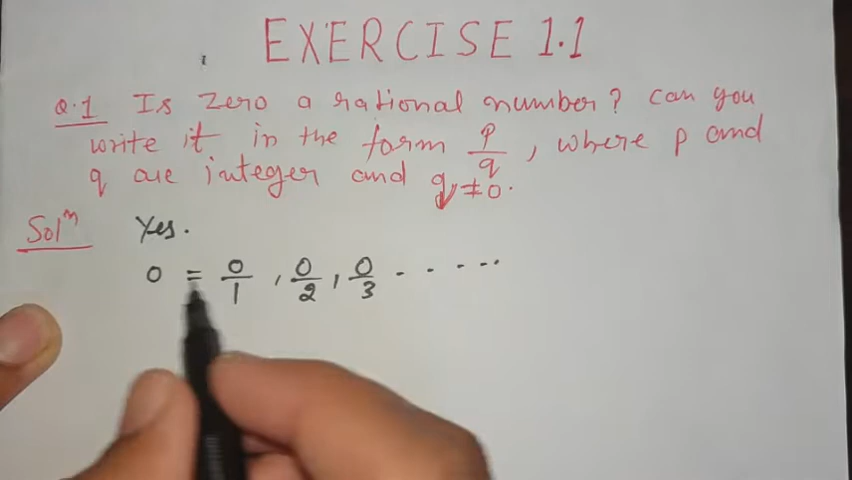 EXERCISE 1.1
Q.1 Is zero a rational number? Can you
write it in the form p/q, where p and
q are integer and q≠0.
Solⁿ Yes.
0 = 0/1, 0/2, 0/3 - - - - -